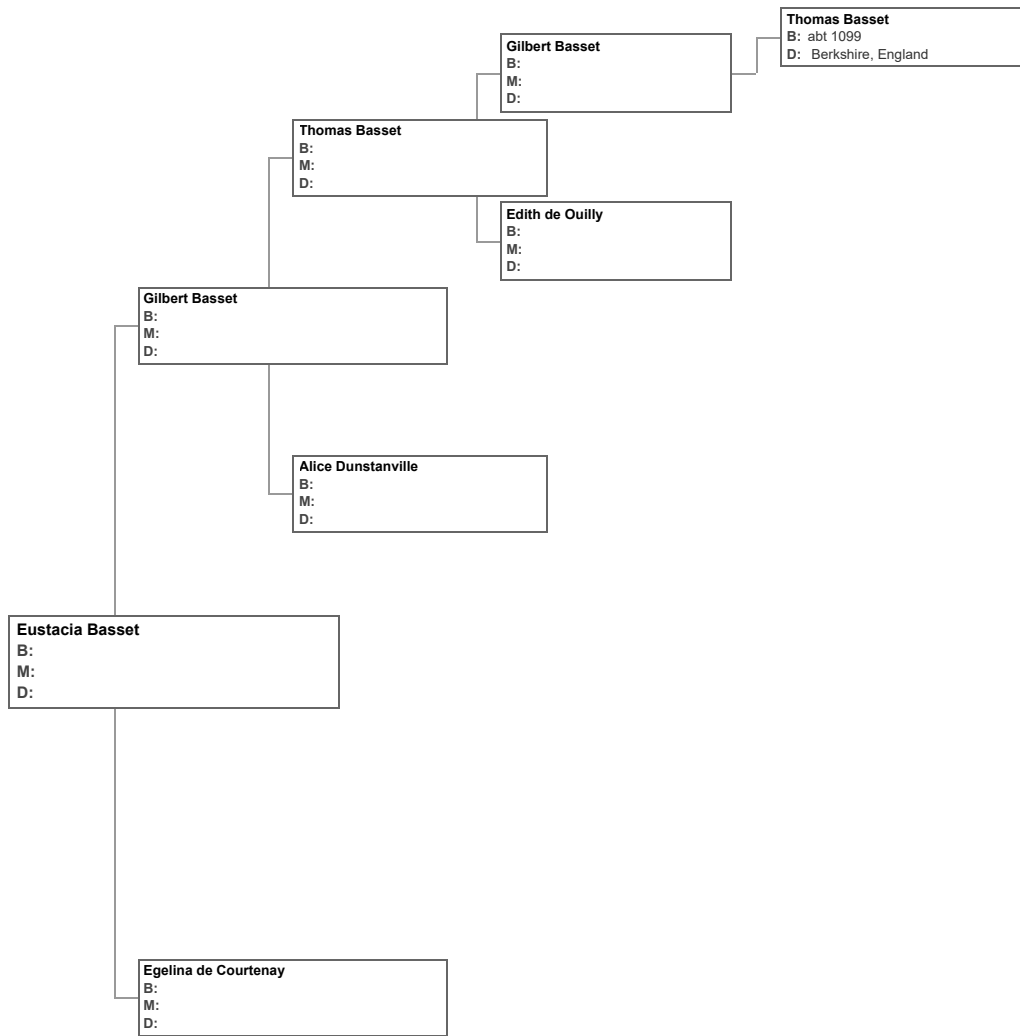 Thomas Basset
B: abt 1099
D: Berkshire, England
Gilbert Basset
B:
M:
D:
Thomas Basset
B:
M:
D:
Edith de Ouilly
B:
M:
D:
Gilbert Basset
B:
M:
D:
Alice Dunstanville
B:
M:
D:
Eustacia Basset
B:
M:
D:
Egelina de Courtenay
B:
M:
D: